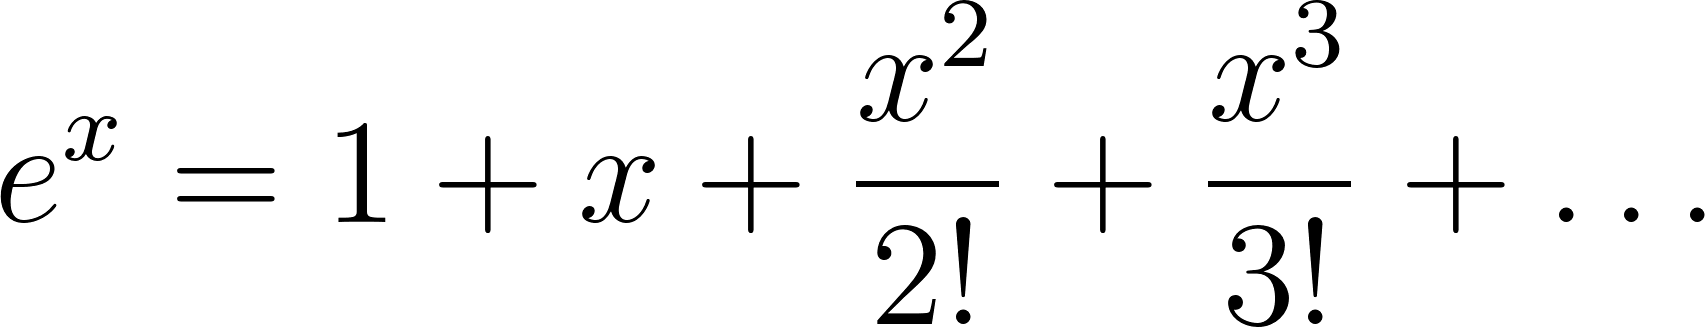 e^x = 1 + x + x^2/2! + x^3/3! + ...